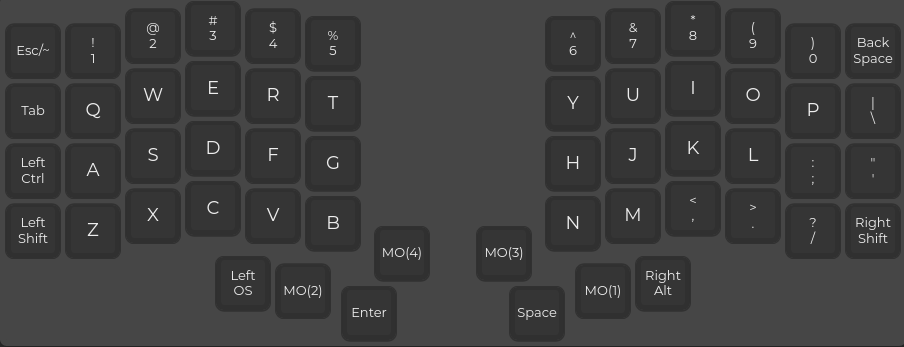 Esc/~
!
1
@
2
#
3
$
4
%
5
^
6
&
7
*
8
(
9
)
0
Back
Space
Tab
Q
W
E
R
T
Y
U
I
O
P
|
\
Left
Ctrl
A
S
D
F
G
H
J
K
L
:
;
"
'
Left
Shift
Z
X
C
V
B
N
M
<
,
>
.
?
/
Right
Shift
MO(4)
MO(3)
Left
OS
MO(2)
Enter
Space
MO(1)
Right
Alt